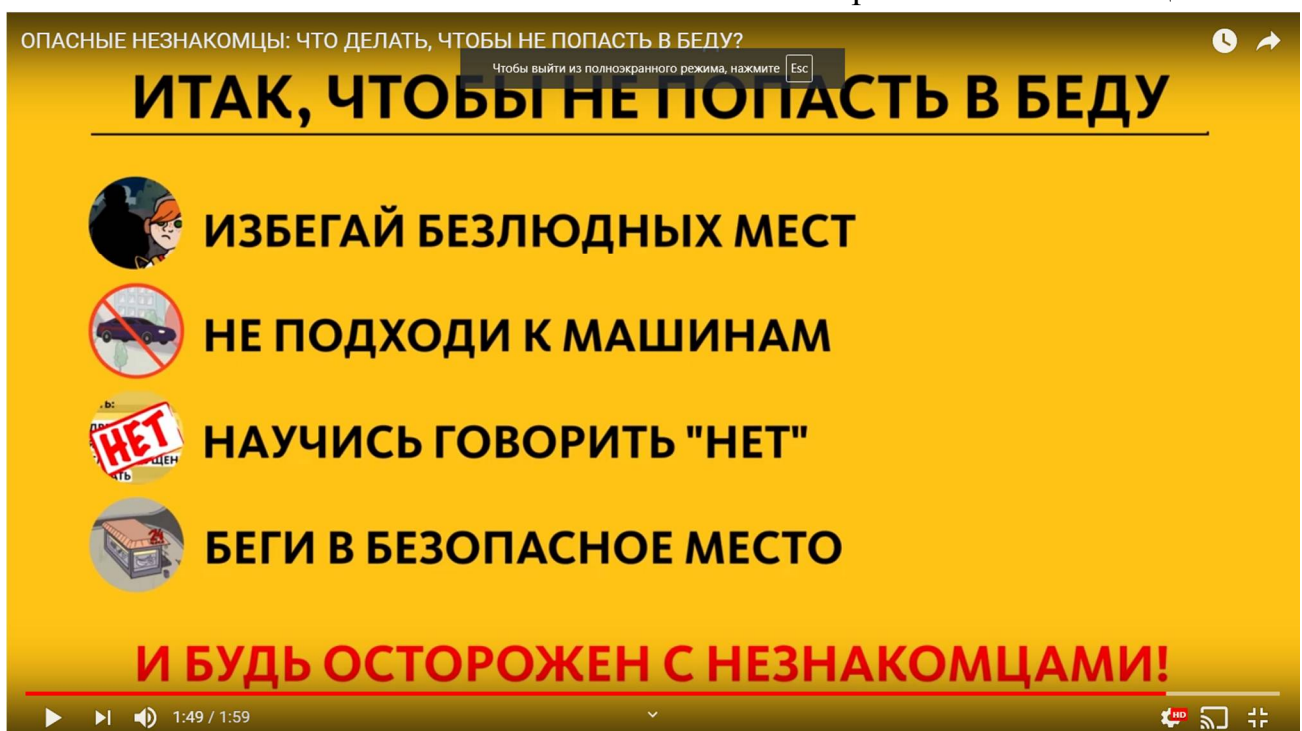 ОПАСНЫЕ НЕЗНАКОМЦЫ: ЧТО ДЕЛАТЬ, ЧТОБЫ НЕ ПОПАСТЬ В БЕДУ?
Чтобы выйти из полноэкранного режима, нажмите Esc
ИТАК, ЧТОБЫ НЕ ПОПАСТЬ В БЕДУ
ИЗБЕГАЙ БЕЗЛЮДНЫХ МЕСТ
НЕ ПОДХОДИ К МАШИНАМ
НЕТ
НАУЧИСЬ ГОВОРИТЬ "НЕТ"
24
БЕГИ В БЕЗОПАСНОЕ МЕСТО
И БУДЬ ОСТОРОЖЕН С НЕЗНАКОМЦАМИ!
1:49 / 1:59
HD